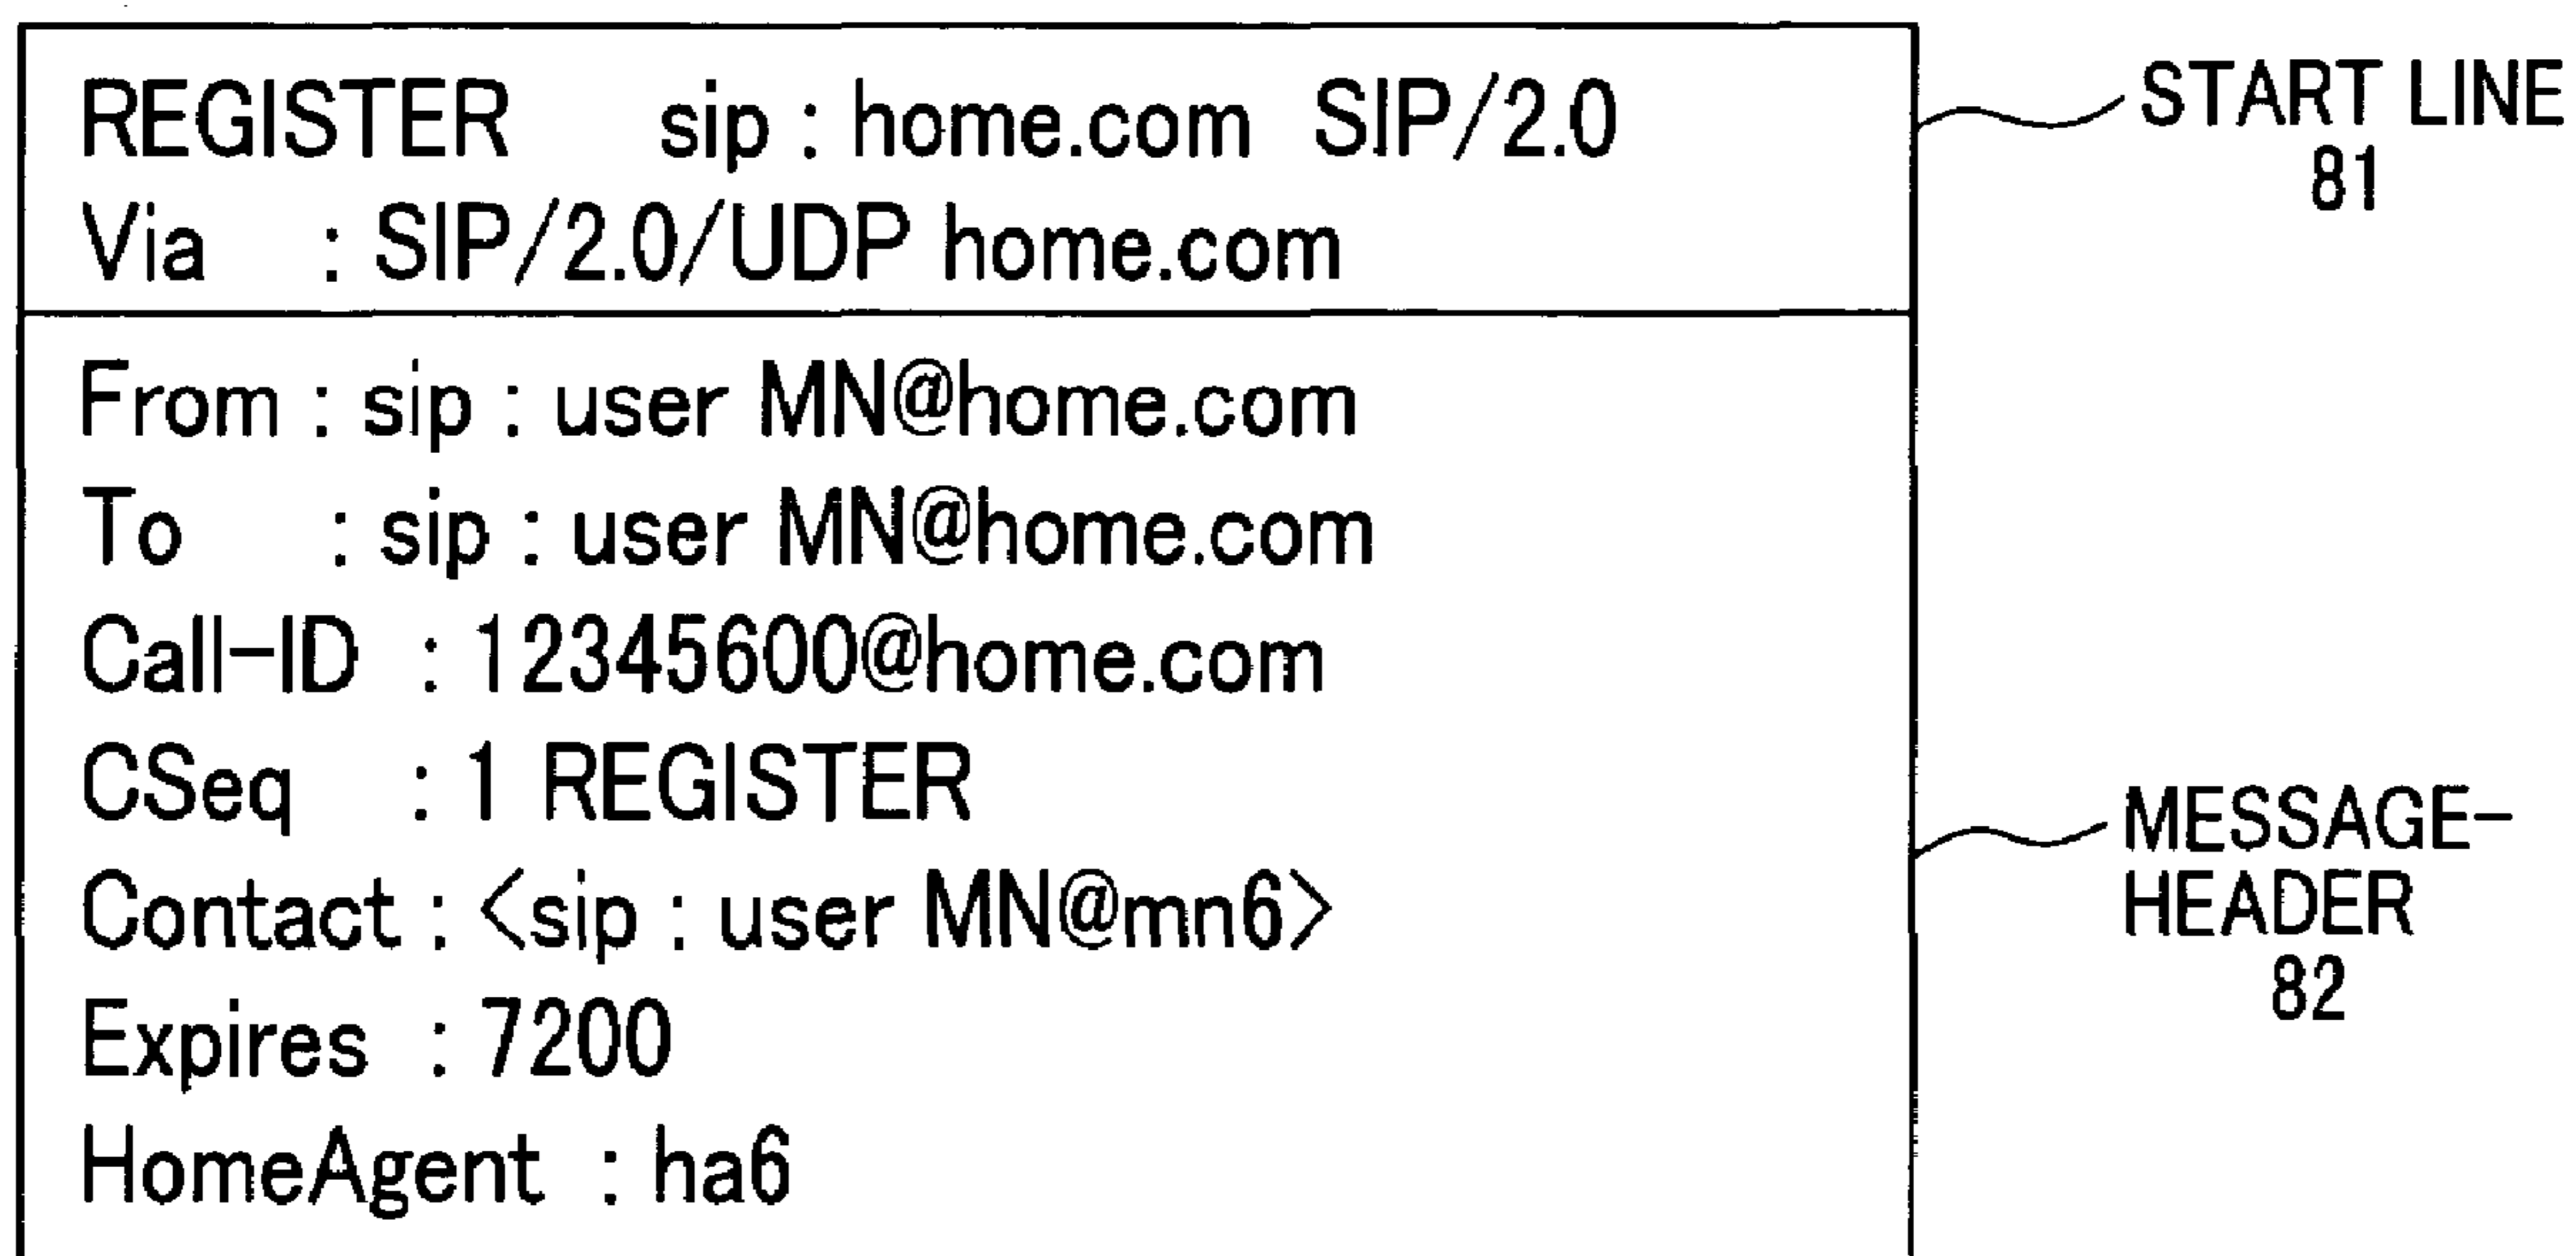 REGISTER sip : home.com SIP/2.0
Via : SIP/2.0/UDP home.com
From : sip : user MN@home.com
To : sip : user MN@home.com
Call-ID : 12345600@home.com
CSeq : 1 REGISTER
Contact : <sip : user MN@mn6>
Expires : 7200
HomeAgent : ha6
START LINE
81
MESSAGE-
HEADER
82